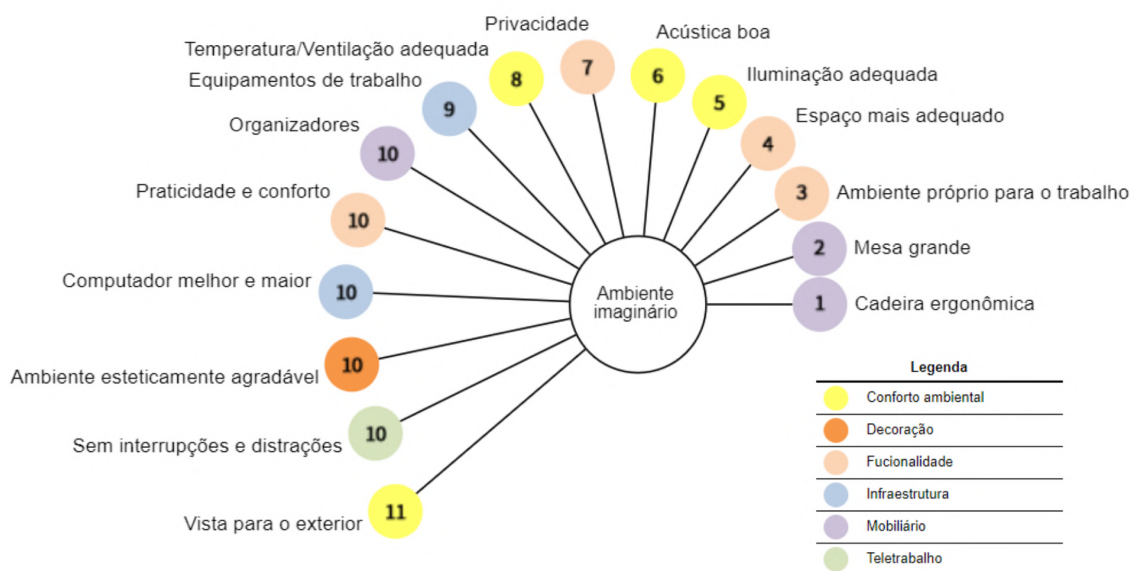 Privacidade
7
Acústica boa
6
Temperatura/Ventilação adequada
8
Iluminação adequada
5
Equipamentos de trabalho
9
Espaço mais adequado
4
Organizadores
10
Ambiente próprio para o trabalho
3
Praticidade e conforto
10
Mesa grande
2
Computador melhor e maior
10
Ambiente
imaginário
Cadeira ergonômica
1
Ambiente esteticamente agradável
10
Sem interrupções e distrações
10
Vista para o exterior
11
Legenda
Conforto ambiental
Decoração
Fucionalidade
Infraestrutura
Mobiliário
Teletrabalho